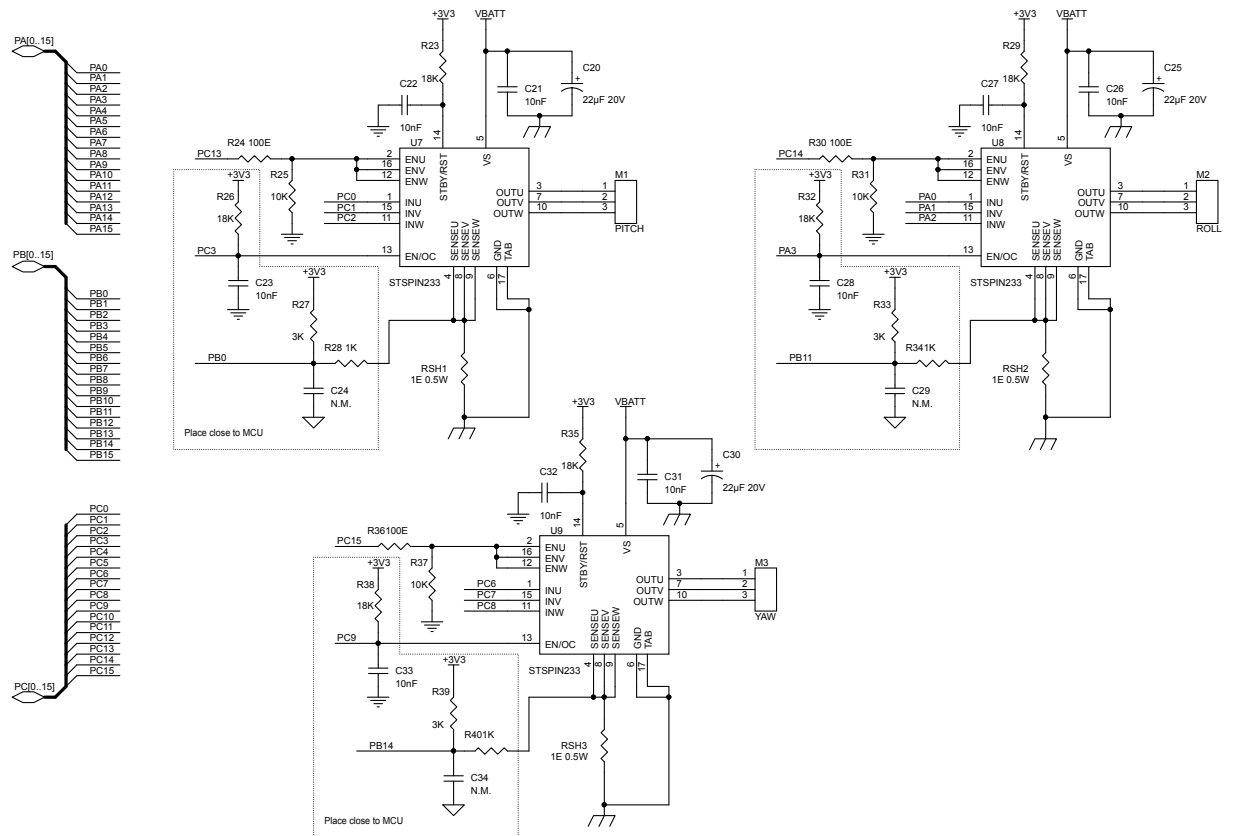 PA[0..15]
PA0
PA1
PA2
PA3
PA4
PA5
PA6
PA7
PA8
PA9
PA10
PA11
PA12
PA13
PA14
PA15
PB[0..15]
PB0
PB1
PB2
PB3
PB4
PB5
PB6
PB7
PB8
PB9
PB10
PB11
PB12
PB13
PB14
PB15
PC0
PC1
PC2
PC3
PC4
PC5
PC6
PC7
PC8
PC9
PC10
PC11
PC12
PC13
PC14
PC15
PC[0..15]
+3V3
VBATT
R23
18K
C22
10nF
C21
10nF
C20
+
22µF 20V
14
5
U7
R24 100E
PC13
2
16
12
ENU
ENV
ENW
STBY/RST
VS
+3V3
R25
10K
R26
18K
PC0
PC1
PC2
1
15
11
INU
INV
INW
OUTU
OUTV
OUTW
3
7
10
1
2
3
M1
PITCH
PC3
13
EN/OC
SENSEU
SENSEV
SENSEW
GND
TAB
4
8
9
6
17
STSPIN233
C23
10nF
+3V3
R27
3K
R28 1K
PB0
C24
N.M.
RSH1
1E 0.5W
Place close to MCU
+3V3
VBATT
R29
18K
C27
10nF
C26
10nF
C25
+
22µF 20V
14
5
U8
R30 100E
PC14
2
16
12
ENU
ENV
ENW
STBY/RST
VS
+3V3
R31
10K
R32
18K
PA0
PA1
PA2
1
15
11
INU
INV
INW
OUTU
OUTV
OUTW
3
7
10
1
2
3
M2
ROLL
PA3
13
EN/OC
SENSEU
SENSEV
SENSEW
GND
TAB
4
8
9
6
17
STSPIN233
C28
10nF
+3V3
R33
3K
R341K
PB11
C29
N.M.
RSH2
1E 0.5W
Place close to MCU
+3V3
VBATT
R35
18K
C32
10nF
C31
10nF
C30
+
22µF 20V
14
5
U9
R36100E
PC15
2
16
12
ENU
ENV
ENW
STBY/RST
VS
+3V3
R37
10K
R38
18K
PC6
PC7
PC8
1
15
11
INU
INV
INW
OUTU
OUTV
OUTW
3
7
10
1
2
3
M3
YAW
PC9
13
EN/OC
SENSEU
SENSEV
SENSEW
GND
TAB
4
8
9
6
17
STSPIN233
C33
10nF
+3V3
R39
3K
R401K
PB14
C34
N.M.
RSH3
1E 0.5W
Place close to MCU